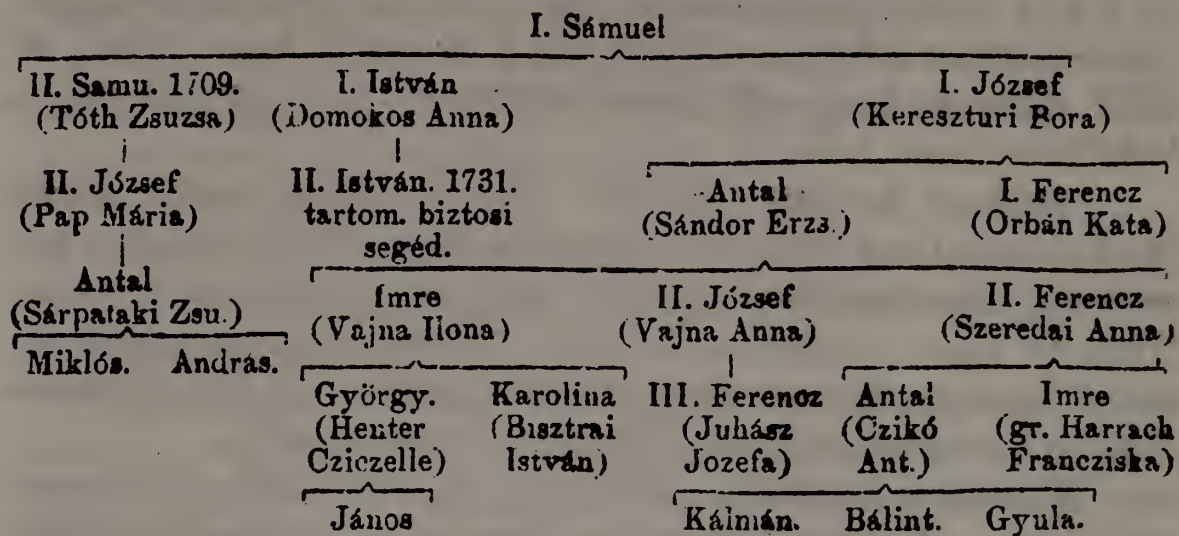 I. Sámuel
II. Samu. 1709. I. István I. József
(Tóth Zsuzsa) (Domokos Anna) (Kereszturi Bora)
II. József II. István. 1731. Antal I. Ferencz
(Pap Mária) tartom. biztosi (Sándor Erzs.) (Orbán Kata)
segéd.
Antal Imre II. József II. Ferencz
(Sárpataki Zsu.) (Vajna Ilona) (Vajna Anna) (Szeredai Anna)
Miklós. András.
György. Karolina III. Ferencz Antal Imre
(Henter (Bisztrai (Juhász (Czikó (gr. Harrach
Cziczelle) István) Jozefa) Ant.) Francziska)
János Kálmán. Bálint. Gyula.